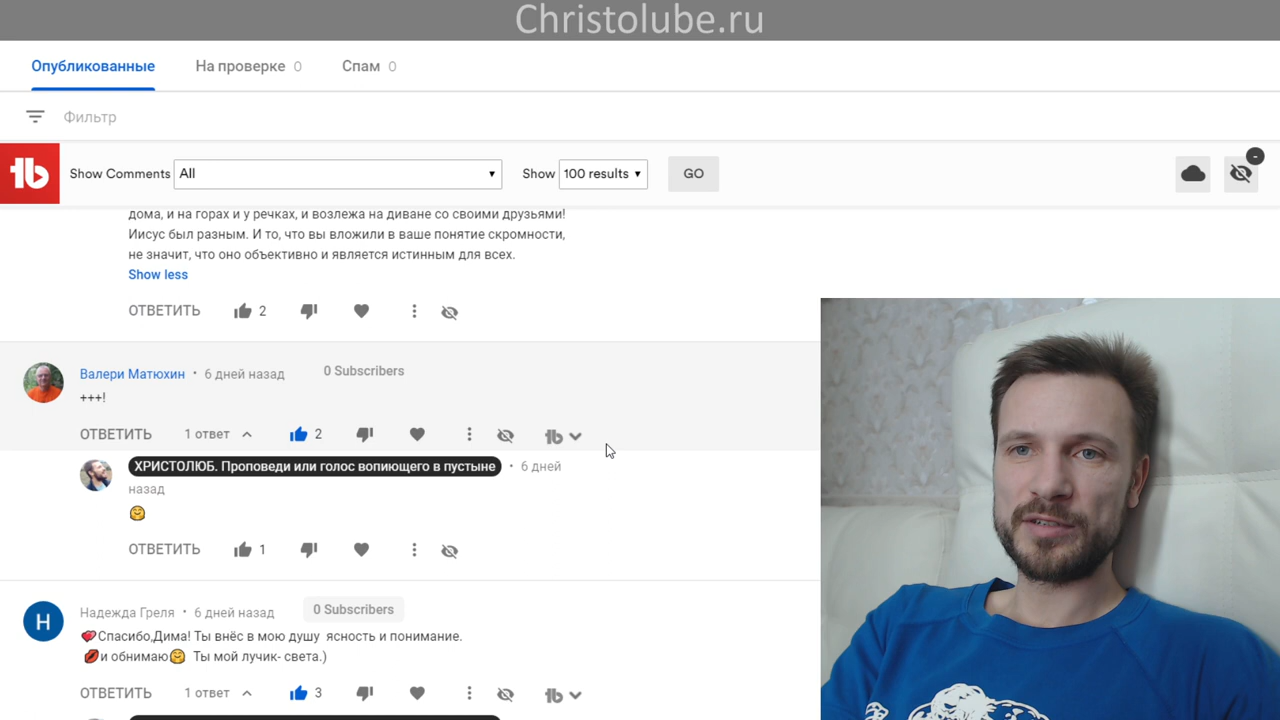 Christolube.ru
Опубликованные На проверке 0 Спам 0
Фильтр
Show Comments All Show 100 results GO -
дома, и на горах и у речках, и возлежа на диване со своими друзьями!
Иисус был разным. И то, что вы вложили в ваше понятие скромности,
не значит, что оно объективно и является истинным для всех.
Show less
ОТВЕТИТЬ 2
Валери Матюхин • 6 дней назад 0 Subscribers
+++!
ОТВЕТИТЬ 1 ответ 2
ХРИСТОЛЮБ. Проповеди или голос вопиющего в пустыне • 6 дней
назад
ОТВЕТИТЬ 1
Н Надежда Греля • 6 дней назад 0 Subscribers
Спасибо,Дима! Ты внёс в мою душу ясность и понимание.
и обнимаю Ты мой лучик- света.)
ОТВЕТИТЬ 1 ответ 3